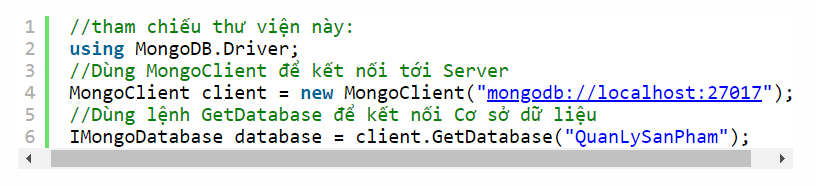 1 //tham chiếu thư viện này:
2 using MongoDB.Driver;
3 //Dùng MongoClient để kết nối tới Server
4 MongoClient client = new MongoClient("mongodb://localhost:27017");
5 //Dùng lệnh GetDatabase để kết nối Cơ sở dữ liệu
6 IMongoDatabase database = client.GetDatabase("QuanLySanPham");